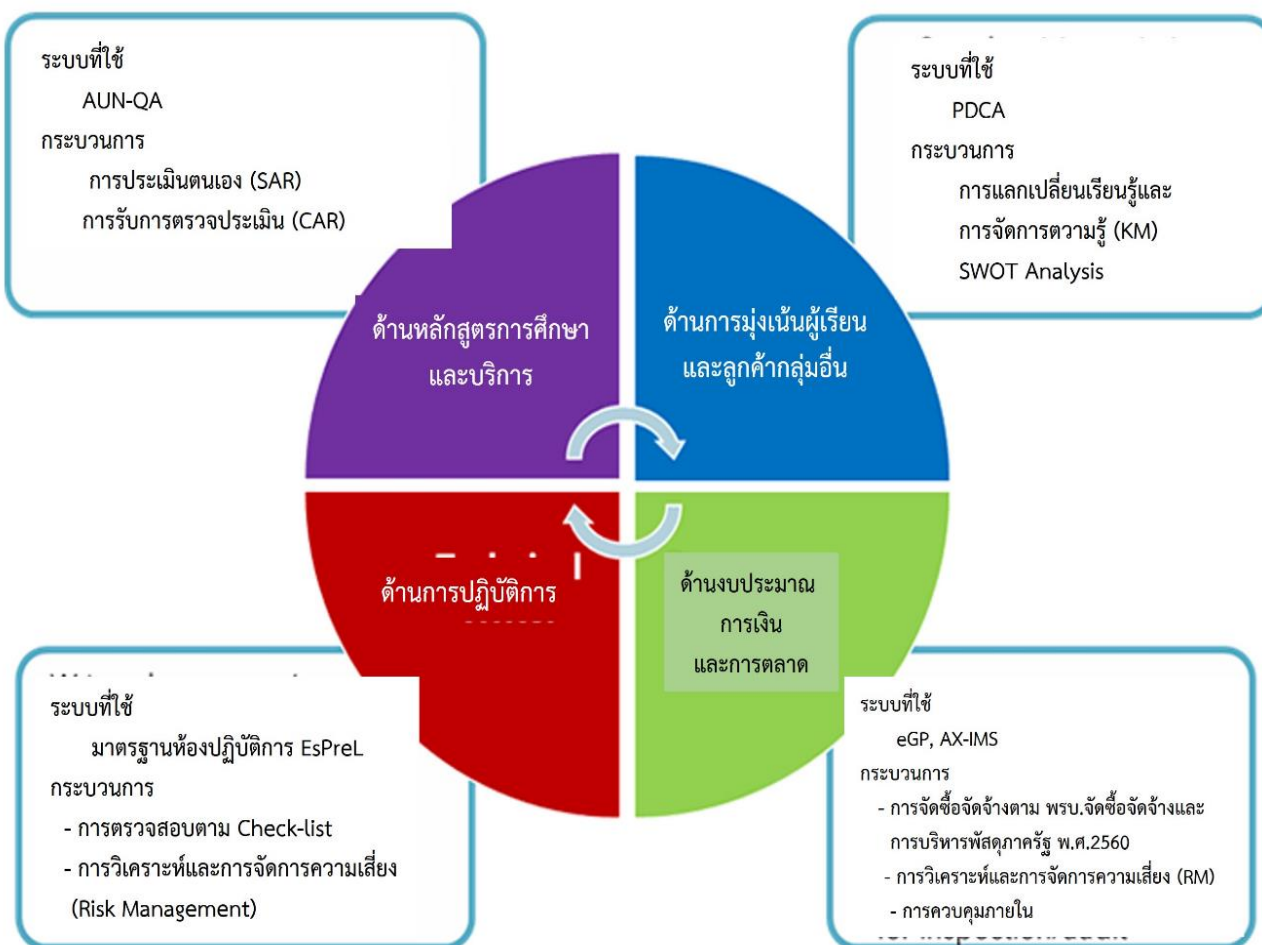 ระบบที่ใช้
AUN-QA
กระบวนการ
การประเมินตนเอง (SAR)
การรับการตรวจประเมิน (CAR)
ระบบที่ใช้
PDCA
กระบวนการ
การแลกเปลี่ยนเรียนรู้และ
การจัดการตวามรู้ (KM)
SWOT Analysis
ด้านหลักสูตรการศึกษา
และบริการ
ด้านการมุ่งเน้นผู้เรียน
และลูกค้ากลุ่มอื่น
ด้านการปฏิบัติการ
ด้านงบประมาณ
การเงิน
และการตลาด
ระบบที่ใช้
มาตรฐานห้องปฏิบัติการ EsPreL
กระบวนการ
- การตรวจสอบตาม Check-list
- การวิเคราะห์และการจัดการความเสี่ยง
(Risk Management)
ระบบที่ใช้
eGP, AX-IMS
กระบวนการ
- การจัดซื้อจัดจ้างตาม พรบ.จัดซื้อจัดจ้างและ
การบริหารพัสดุภาครัฐ พ.ศ.2560
- การวิเคราะห์และการจัดการความเสี่ยง (RM)
- การควบคุมภายใน